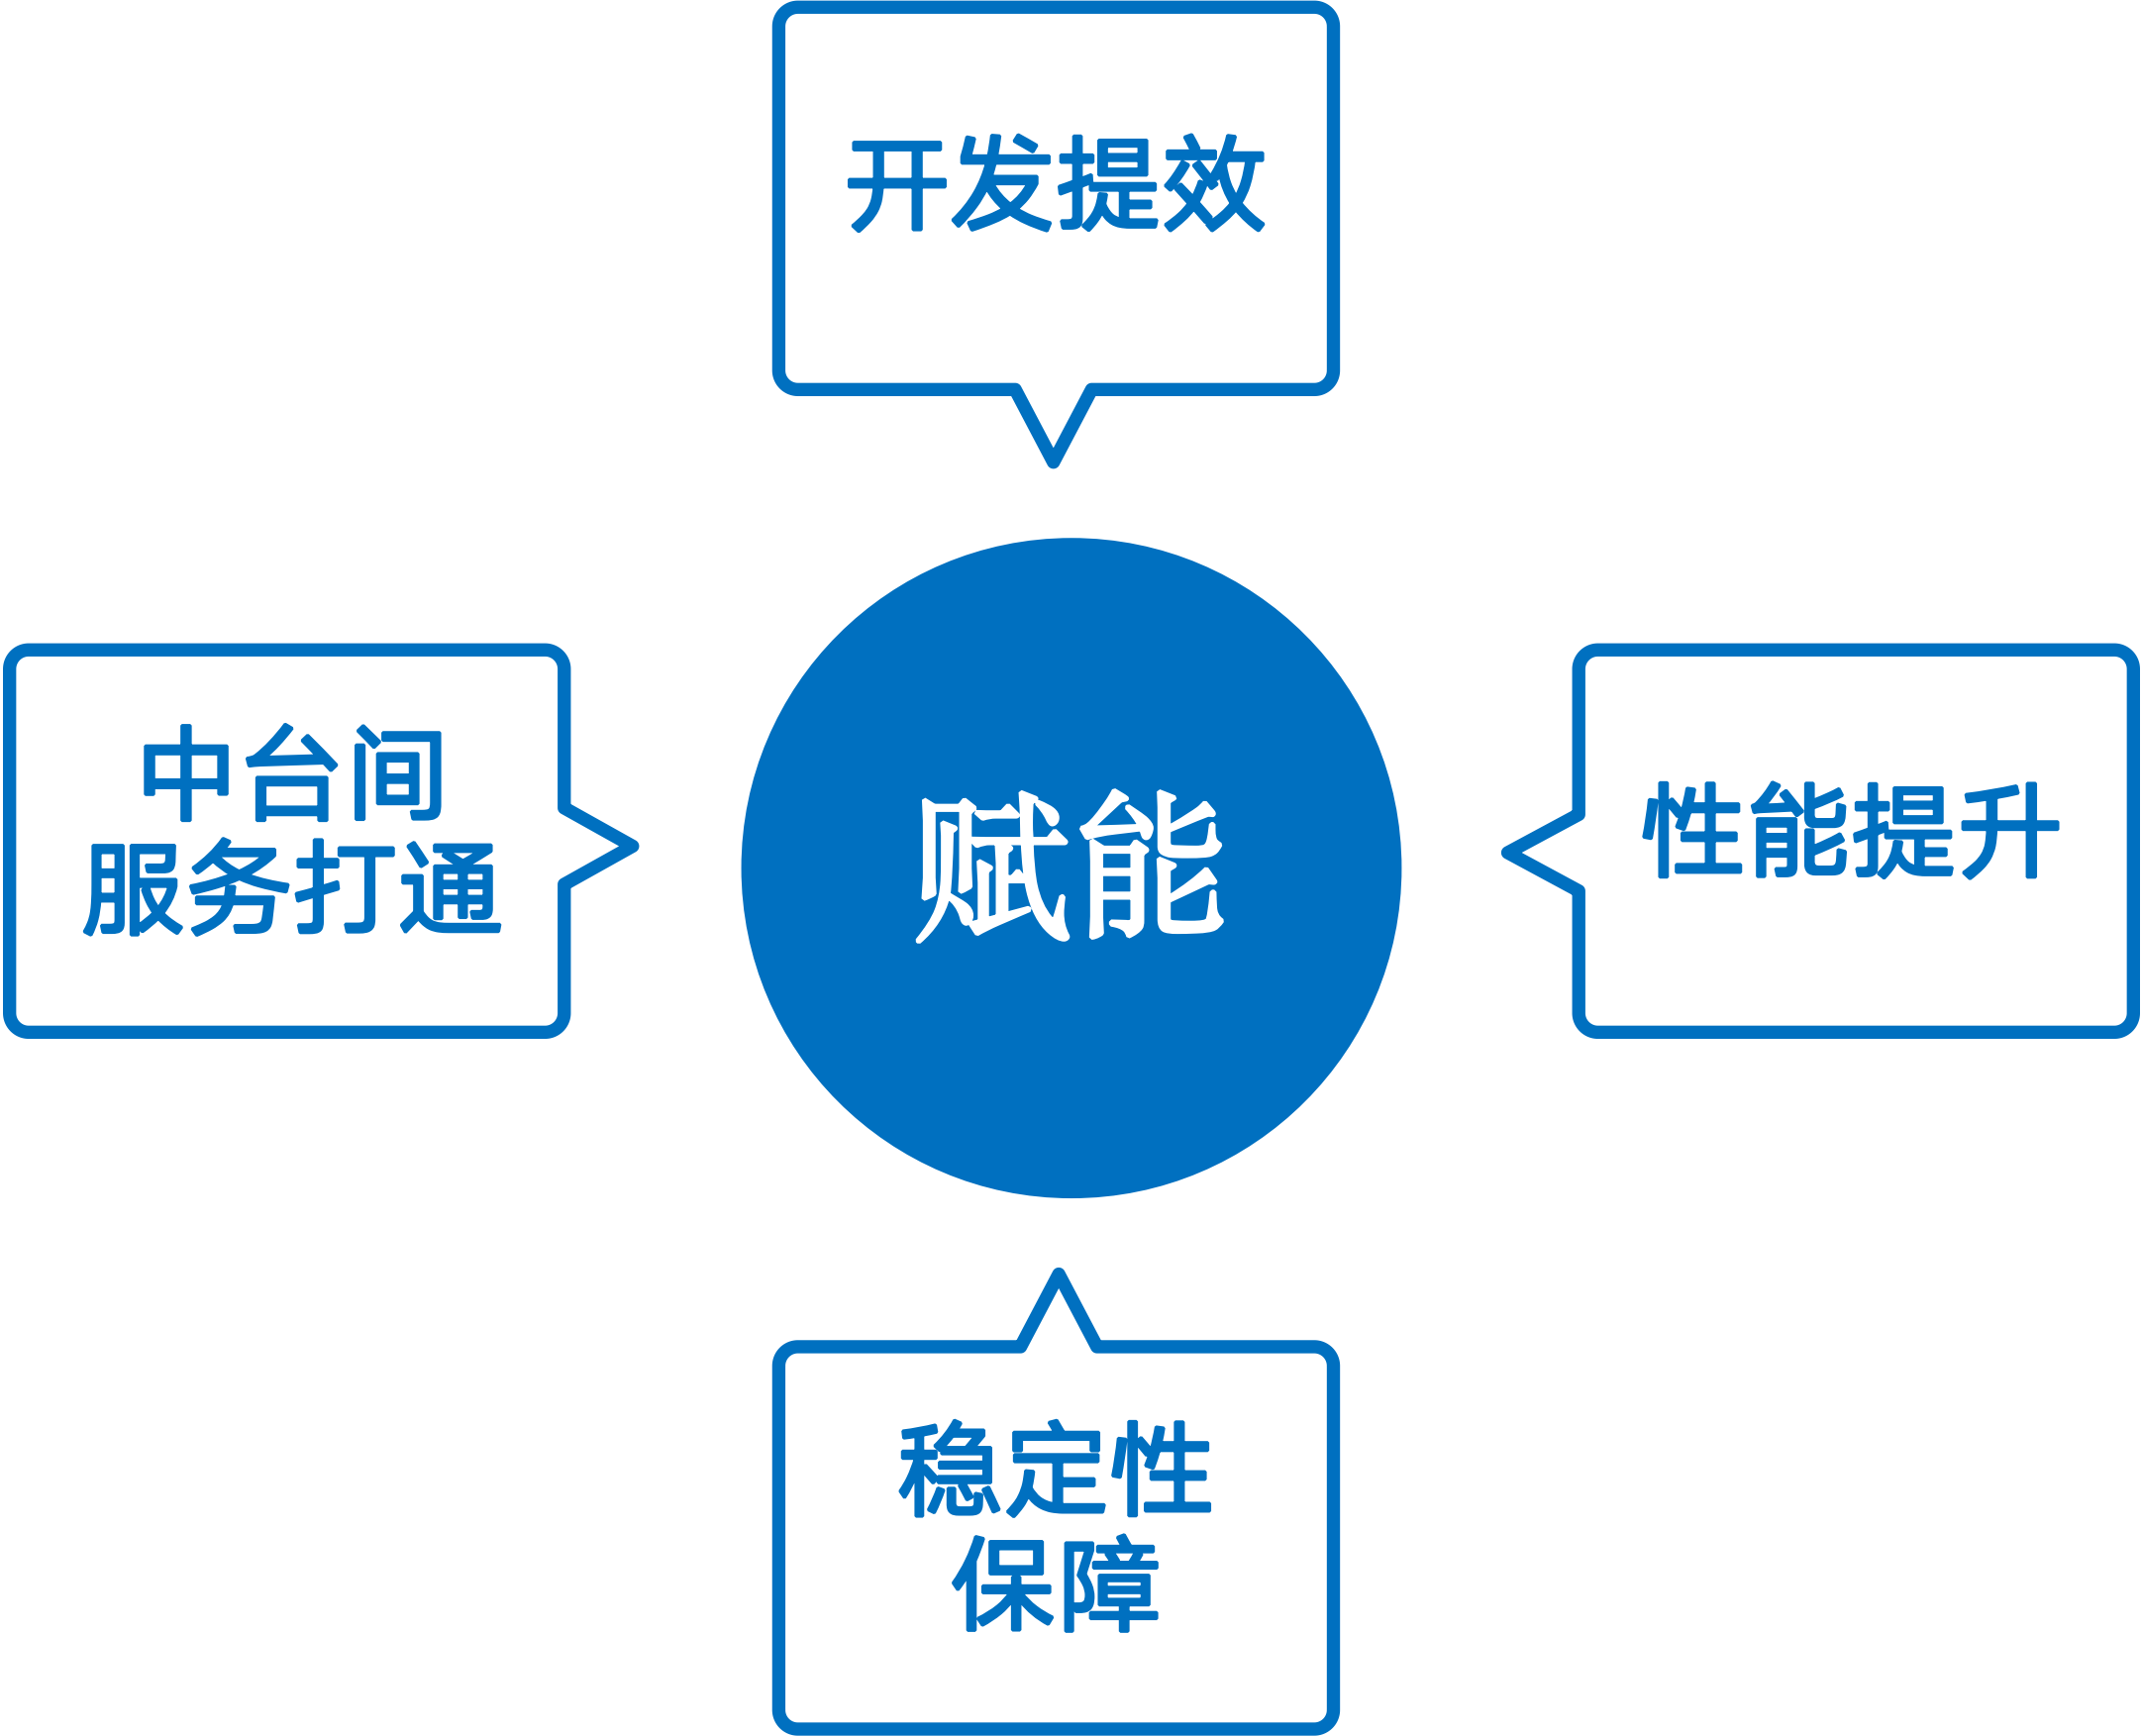 开发提效
中台间
服务打通
赋能
性能提升
稳定性
保障